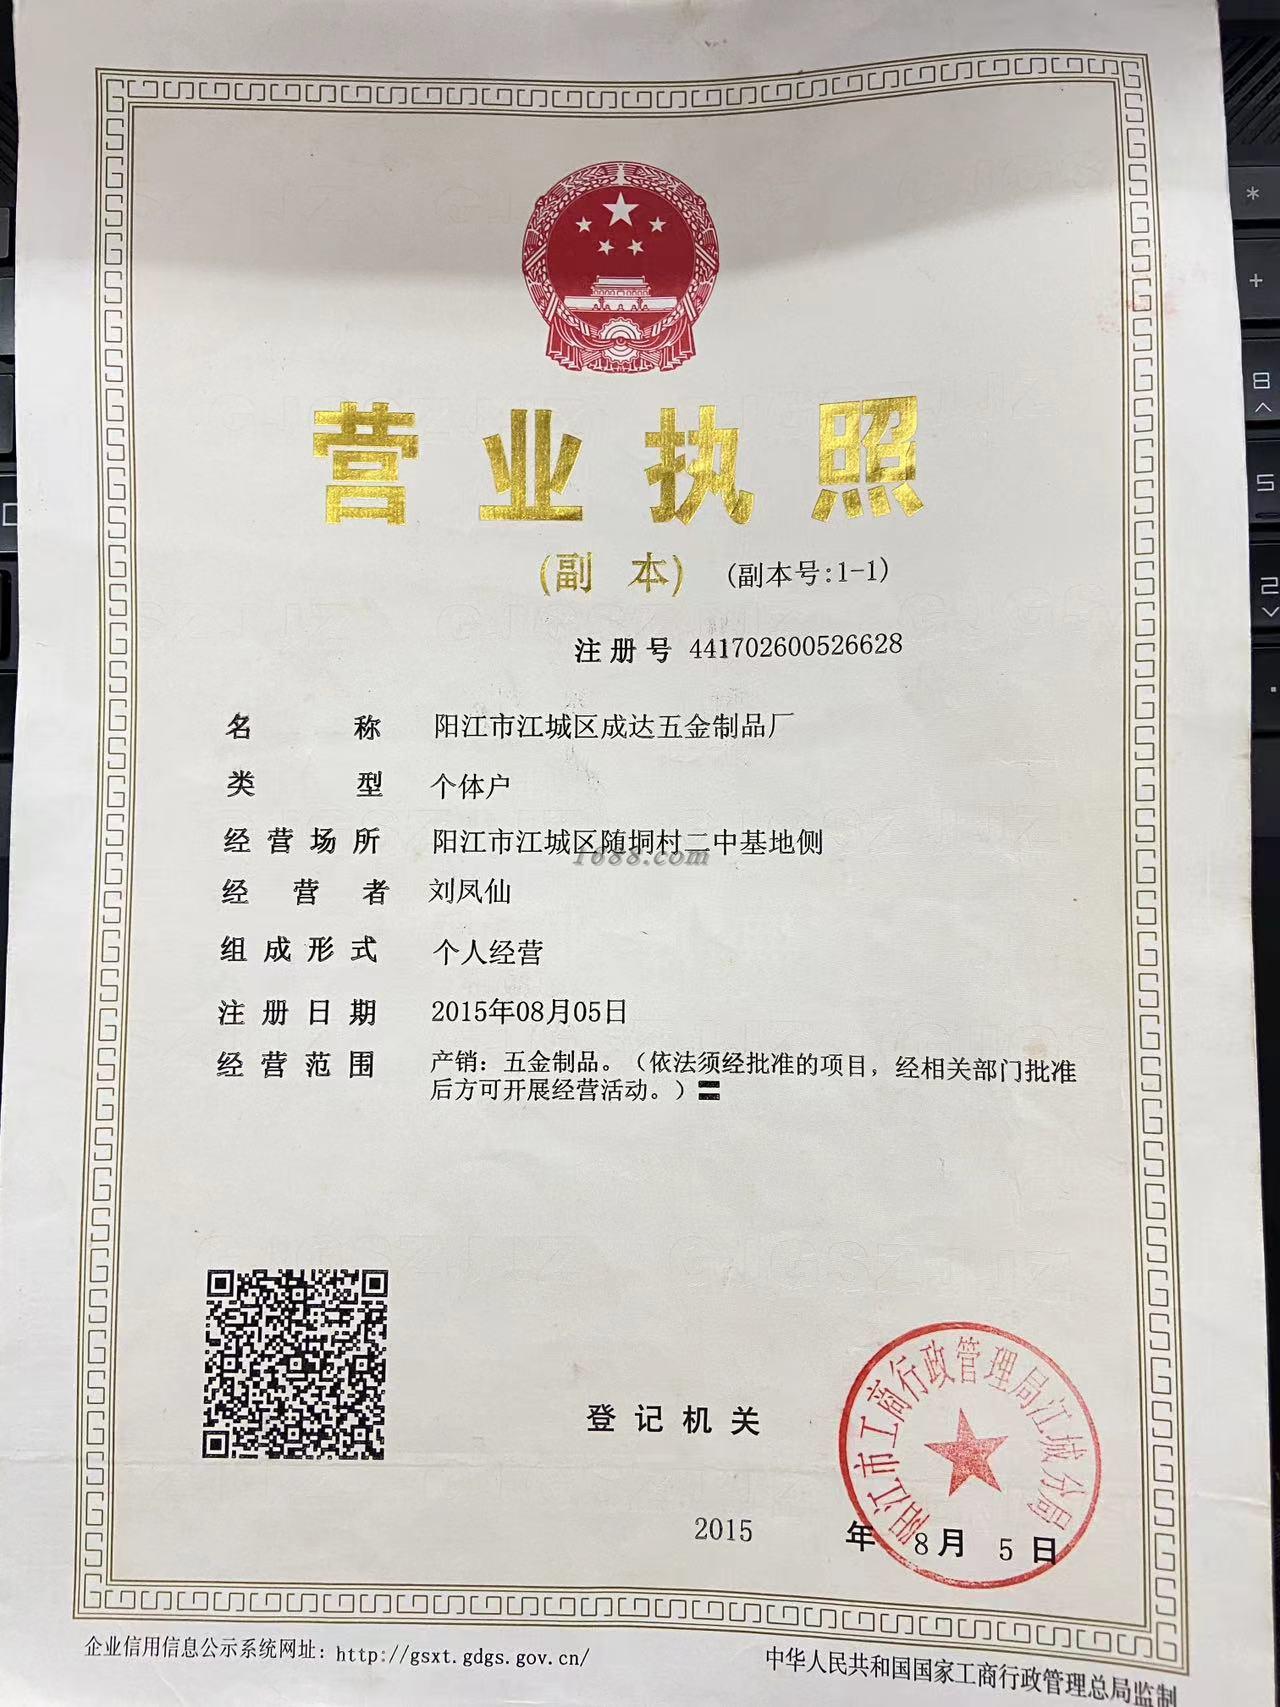 营业执照
(副 本) (副本号:1-1)
注册号 441702600526628
名称 阳江市江城区成达五金制品厂
类型 个体户
经营场所 阳江市江城区随垌村二中基地侧
1688.com
经营者 刘凤仙
组成形式 个人经营
注册日期 2015年08月05日
经营范围 产销：五金制品。（依法须经批准的项目，经相关部门批准
后方可开展经营活动。）〓
阳江市工商行政管理局江城分局
登记机关
2015 年 8月 5日
企业信用信息公示系统网址：http://gsxt.gdgs.gov.cn/
中华人民共和国国家工商行政管理总局监制
*
+
8
5
2